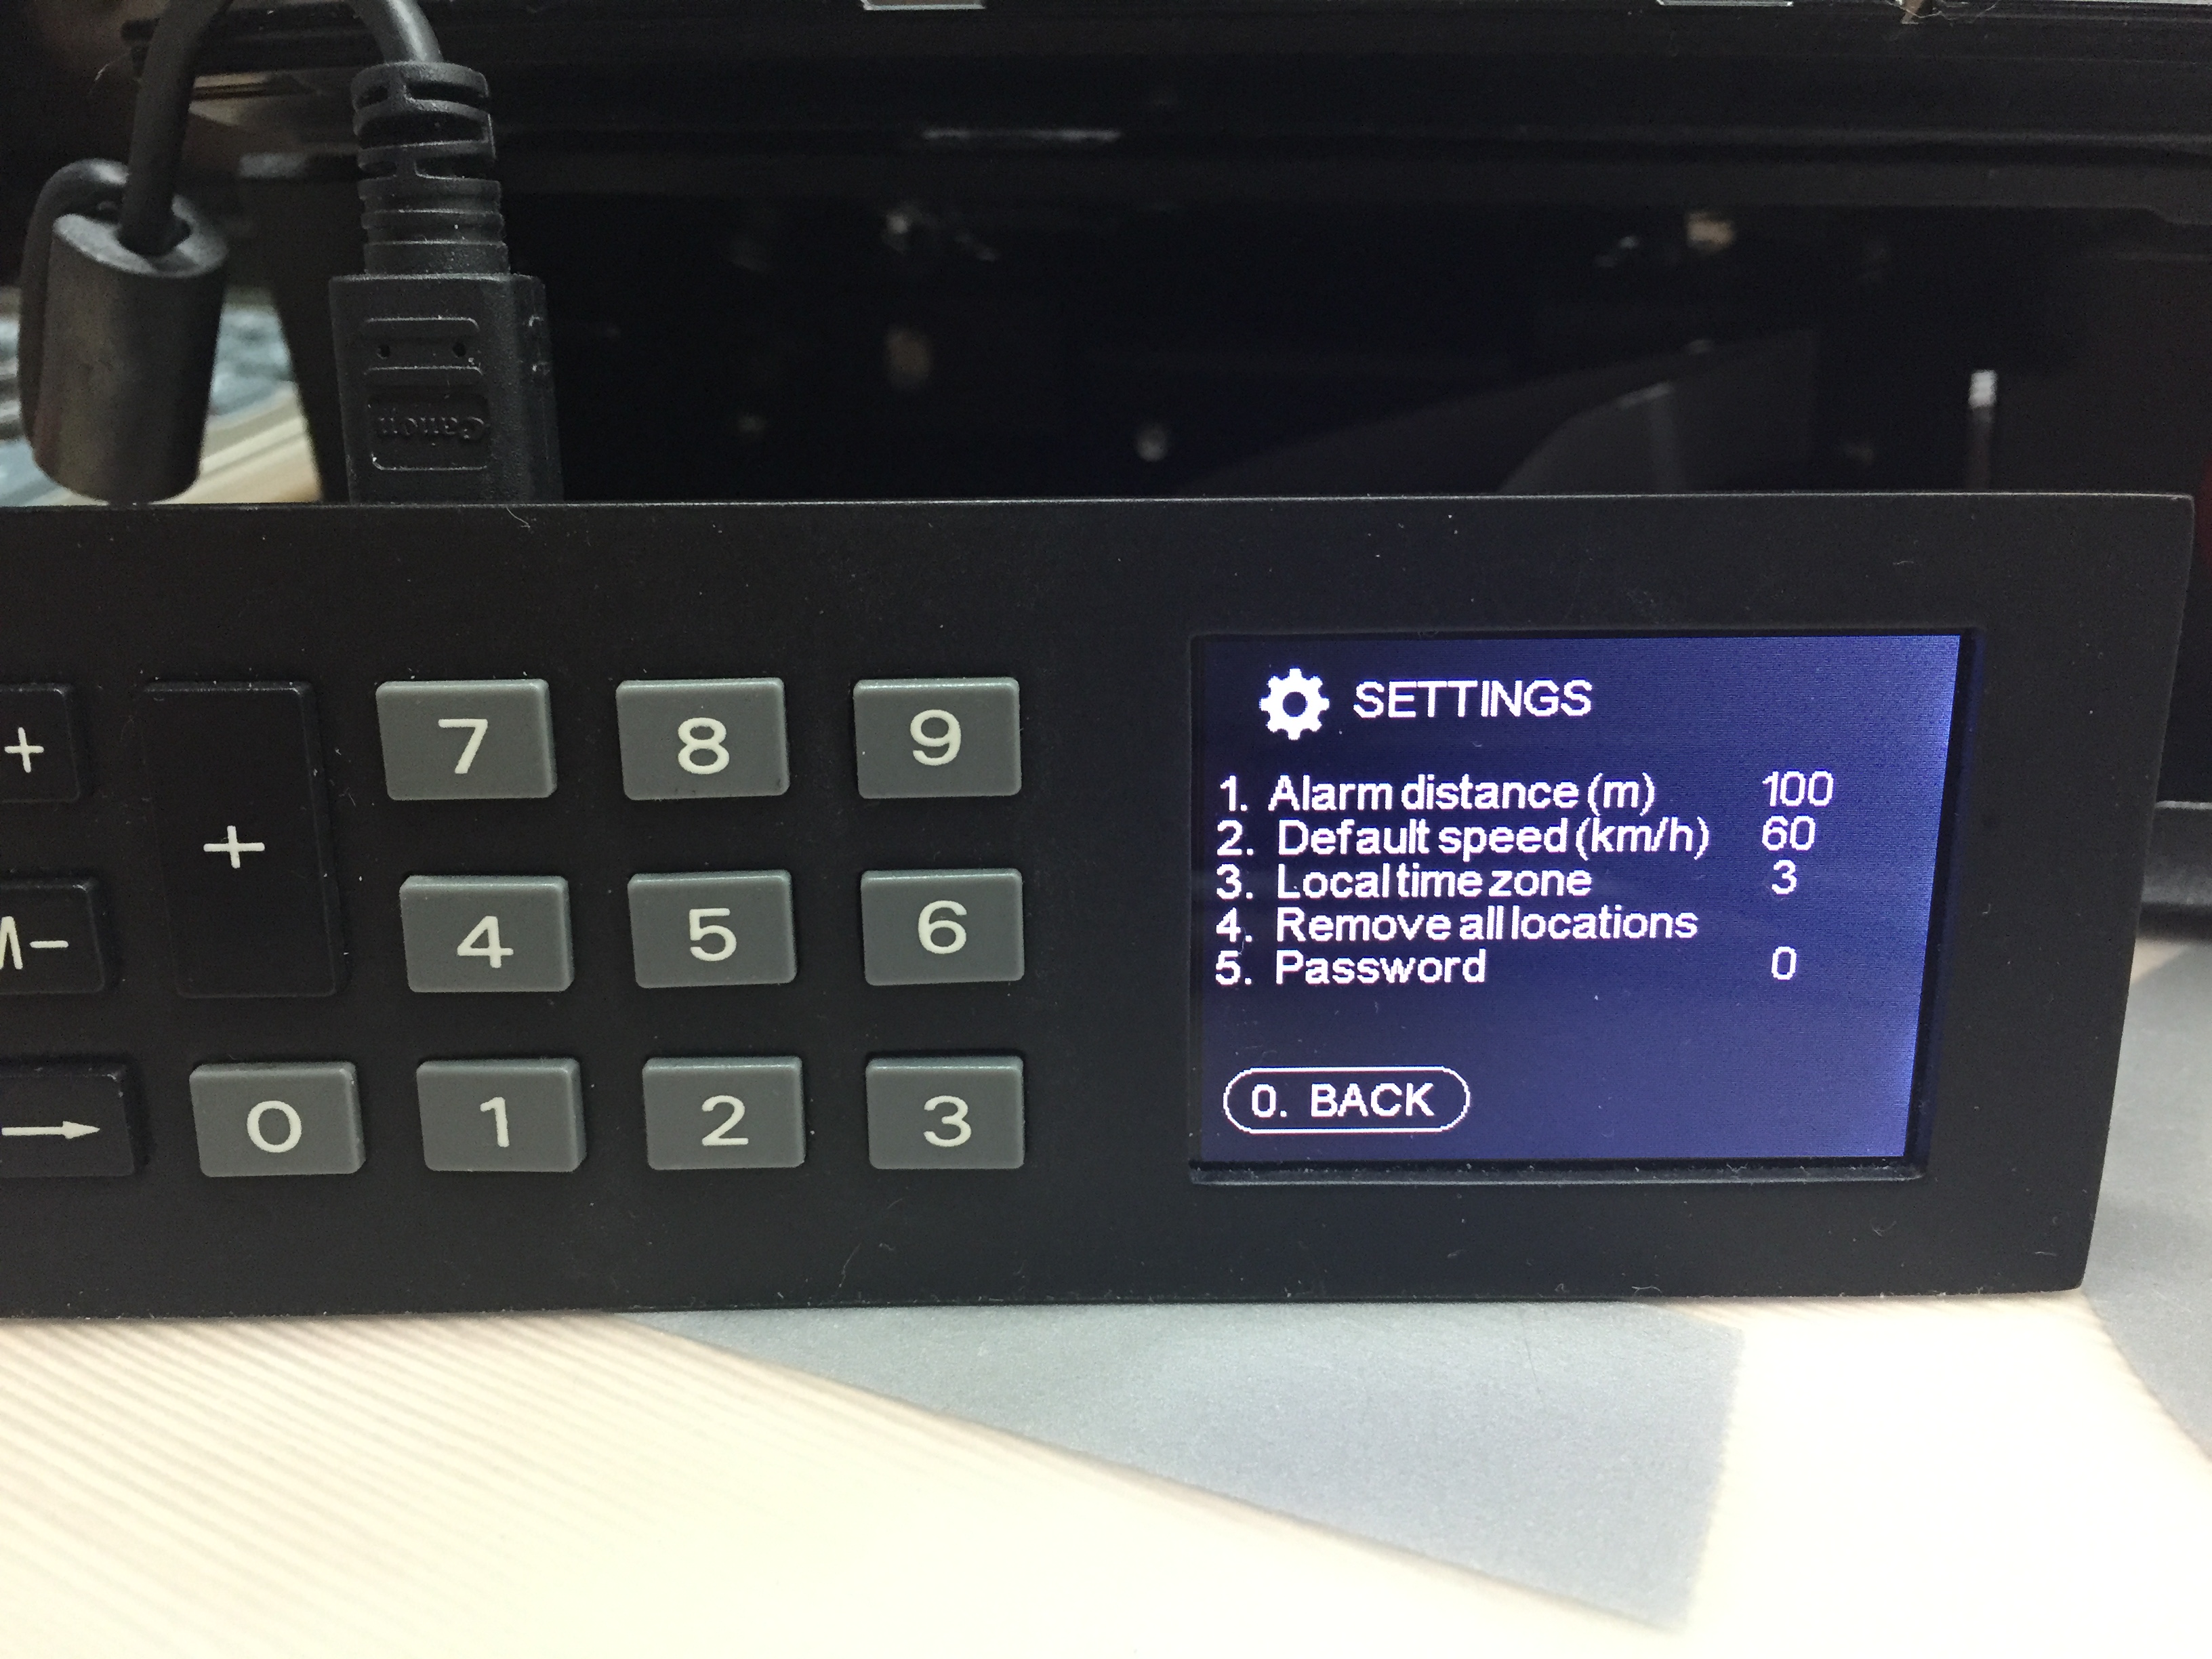 Canon
SETTINGS
1. Alarm distance (m) 100
2. Default speed (km/h) 60
3. Local time zone 3
4. Remove all locations
5. Password 0
0. BACK
+
+
7
8
9
M-
4
5
6
→
0
1
2
3